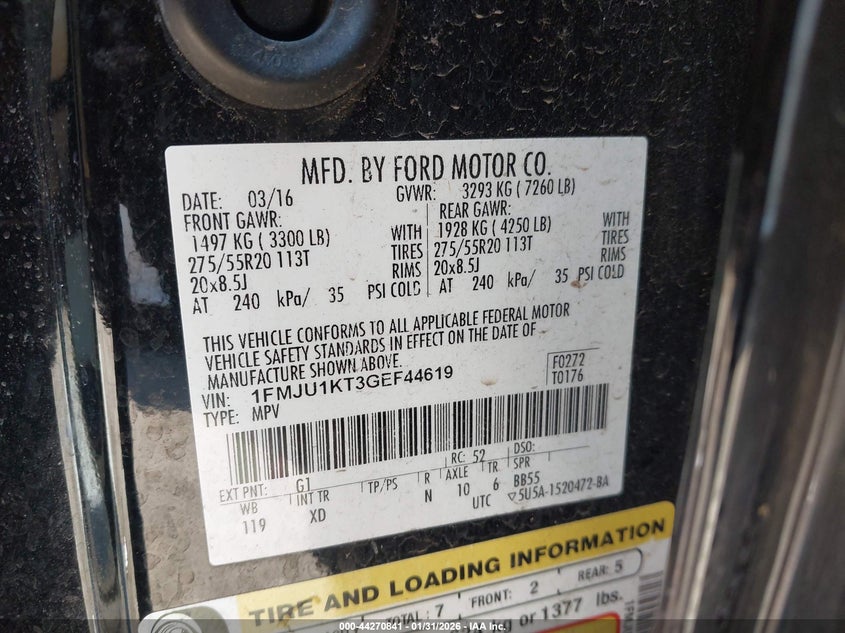 MFD. BY FORD MOTOR CO.
DATE: 03/16 GVWR: 3293 KG ( 7260 LB)
FRONT GAWR: REAR GAWR:
1497 KG ( 3300 LB) WITH 1928 KG ( 4250 LB) WITH
275/55R20 113T TIRES 275/55R20 113T TIRES
20x8.5J RIMS 20x8.5J RIMS
AT 240 kPa/ 35 PSI COLD AT 240 kPa/ 35 PSI COLD
THIS VEHICLE CONFORMS TO ALL APPLICABLE FEDERAL MOTOR
VEHICLE SAFETY STANDARDS IN EFFECT ON THE DATE OF
MANUFACTURE SHOWN ABOVE.
VIN: 1FMJU1KT3GEF44619 F0272
TYPE: MPV T0176
EXT PNT: G1 RC: 52 DSO:
WB INT TR TP/PS R AXLE TR SPR
119 XD N 10 6 BB55
UTC ▽5U5A-1520472-BA
TIRE AND LOADING INFORMATION
TOTAL: 7 FRONT: 2 REAR: 5
or 1377 lbs.
000-44270841 - 01/31/2026 - IAA Inc.